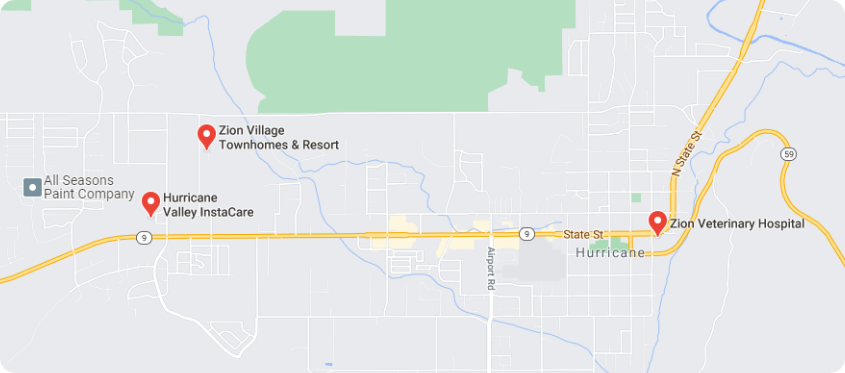 N State St
59
Zion Village
Townhomes & Resort
All Seasons
Paint Company
Hurricane
Valley InstaCare
Zion Veterinary Hospital
9
9
State St
Hurricane
Airport Rd